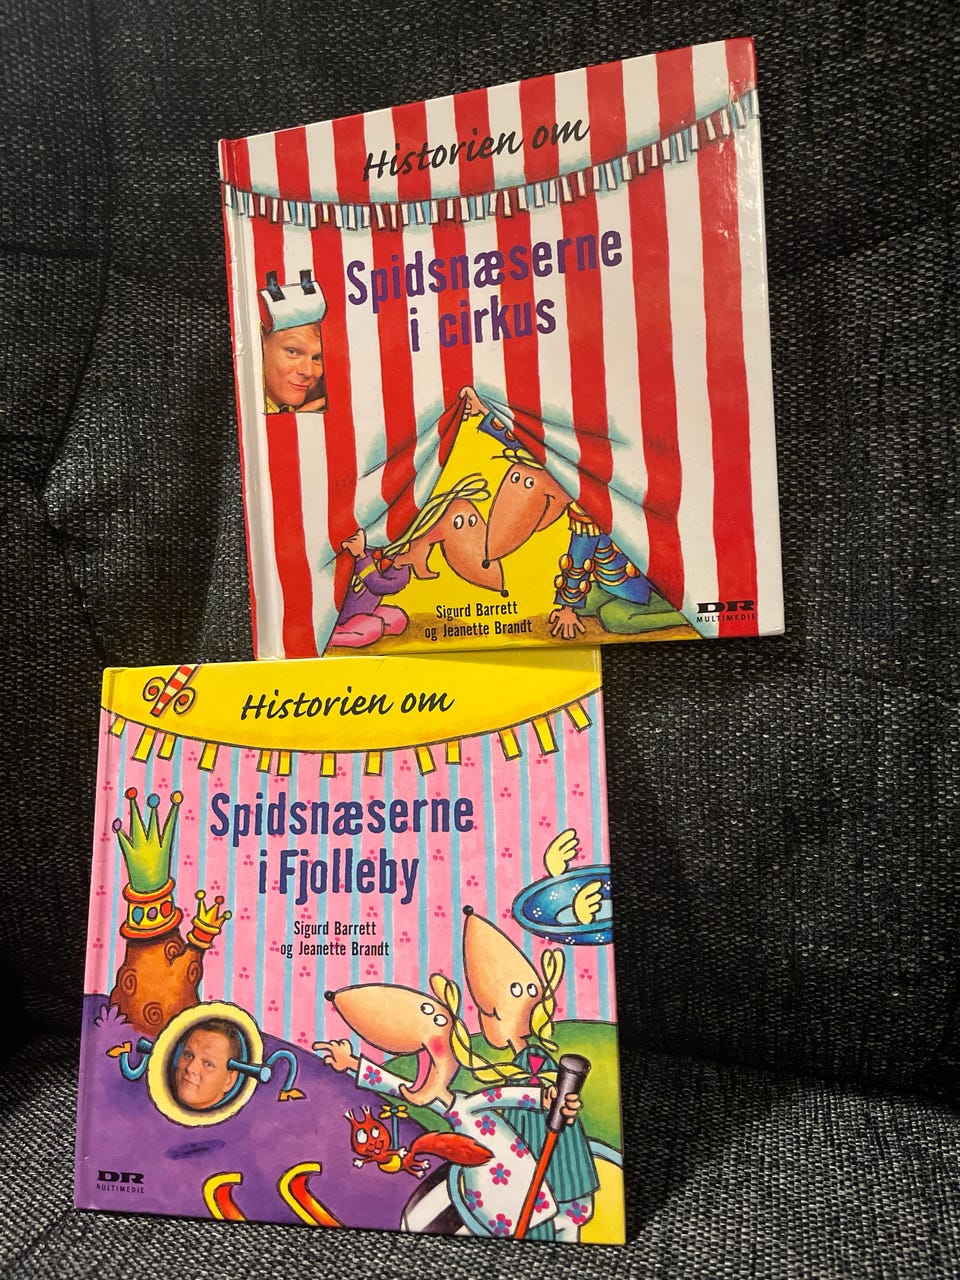 Historien om
Spidsnæserne
i cirkus
Sigurd Barrett
og Jeanette Brandt
DR
MULTIMEDIE
Historien om
Spidsnæserne
i Fjolleby
Sigurd Barrett
og Jeanette Brandt
DR
MULTIMEDIE